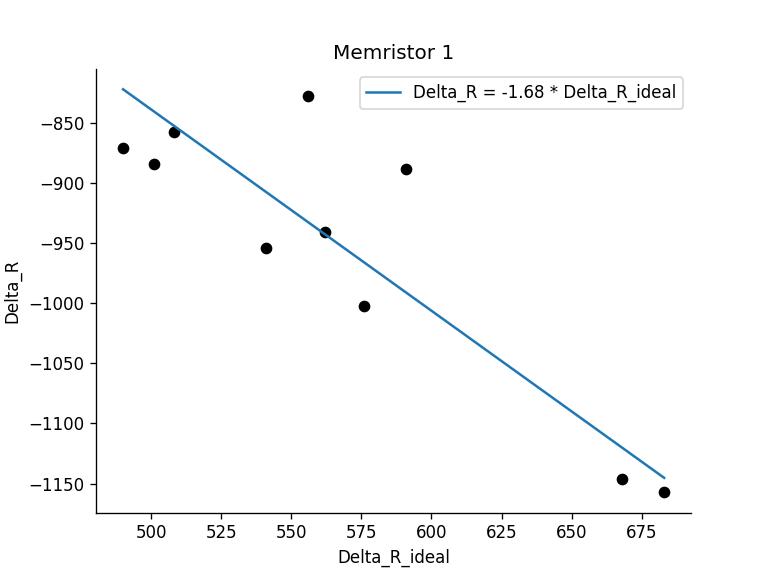 Memristor 1
Delta_R = -1.68 * Delta_R_ideal
−850
−900
−950
−1000
−1050
−1100
−1150
Delta_R
500 525 550 575 600 625 650 675
Delta_R_ideal